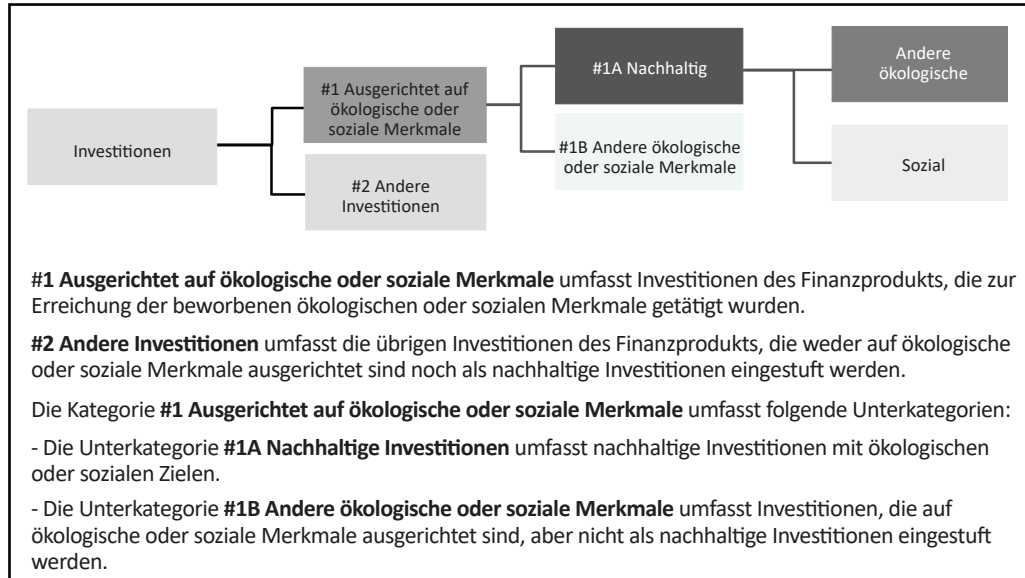 Investitionen
#1 Ausgerichtet auf
ökologische oder
soziale Merkmale
#2 Andere
Investitionen
#1A Nachhaltig
#1B Andere ökologische
oder soziale Merkmale
Andere
ökologische
Sozial
#1 Ausgerichtet auf ökologische oder soziale Merkmale umfasst Investitionen des Finanzprodukts, die zur
Erreichung der beworbenen ökologischen oder sozialen Merkmale getätigt wurden.
#2 Andere Investitionen umfasst die übrigen Investitionen des Finanzprodukts, die weder auf ökologische
oder soziale Merkmale ausgerichtet sind noch als nachhaltige Investitionen eingestuft werden.
Die Kategorie #1 Ausgerichtet auf ökologische oder soziale Merkmale umfasst folgende Unterkategorien:
- Die Unterkategorie #1A Nachhaltige Investitionen umfasst nachhaltige Investitionen mit ökologischen
oder sozialen Zielen.
- Die Unterkategorie #1B Andere ökologische oder soziale Merkmale umfasst Investitionen, die auf
ökologische oder soziale Merkmale ausgerichtet sind, aber nicht als nachhaltige Investitionen eingestuft
werden.